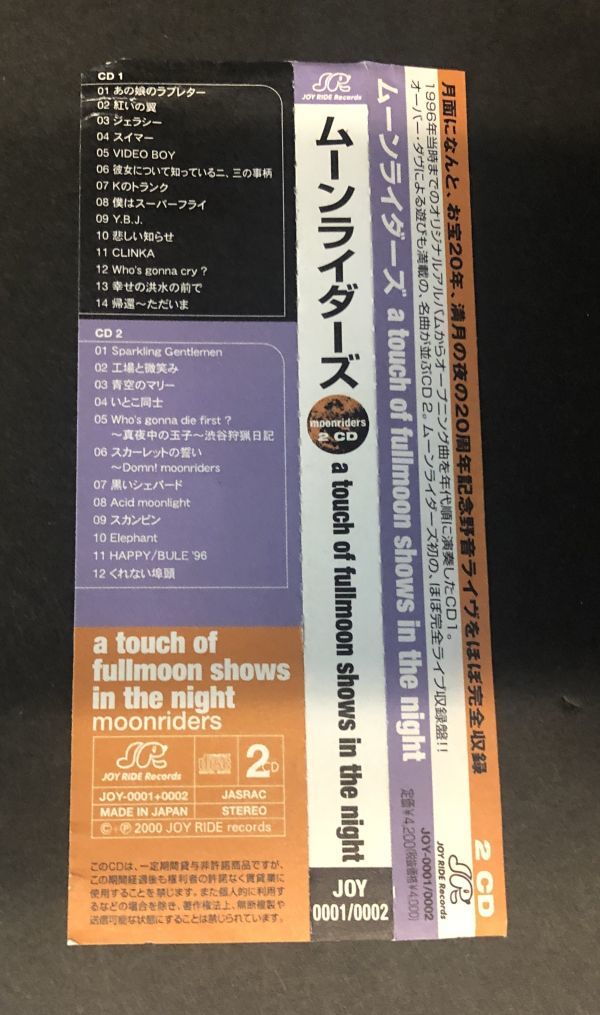 CD 1
01 あの娘のラブレター
02 紅いの翼
03 ジェラシー
04 スイマー
05 VIDEO BOY
06 彼女について知っているニ、三の事柄
07 Kのトランク
08 僕はスーパーフライ
09 Y.B.J.
10 悲しい知らせ
11 CLINKA
12 Who's gonna cry?
13 幸せの洪水の前で
14 帰還〜ただいま
CD 2
01 Sparkling Gentlemen
02 工場と微笑み
03 青空のマリー
04 いとこ同士
05 Who's gonna die first?
〜真夜中の玉子〜渋谷狩猟日記
06 スカーレットの誓い
〜Domn! moonriders
07 黒いシェパード
08 Acid moonlight
09 スカンピン
10 Elephant
11 HAPPY/BULE '96
12 くれない埠頭
a touch of
fullmoon shows
in the night
moonriders
JR
JOY RIDE Records
2CD
JOY-0001+0002
JASRAC
MADE IN JAPAN
STEREO
© ℗ 2000 JOY RIDE records
このCDは、一定期間貸与非許諾商品ですが、
この期間経過後も権利者の許諾なく賃貸業に
使用することを禁じます。また個人的に利用す
るなどの場合を除き、著作権法上、無断複製や
送信可能な状態にすることは禁じられています。
JR
JOY RIDE Records
ムーンライダーズ
moonriders
2 CD
a touch of fullmoon shows in the night
JOY
0001/0002
月面になんと、お宝20年、満月の夜の20周年記念野音ライヴをほぼ完全収録
1996年当時までのオリジナルアルバムからオープニング曲を年代順に演奏したCD1。
オーバー・ダヴによる遊びも満載の、名曲が並ぶCD2。ムーンライダーズ初の、ほぼ完全ライブ収録盤!!
ムーンライダーズ a touch of fullmoon shows in the night
2 CD
JR
JOY RIDE Records
JOY-0001/0002
定価¥4,200(税抜価格¥4,000)